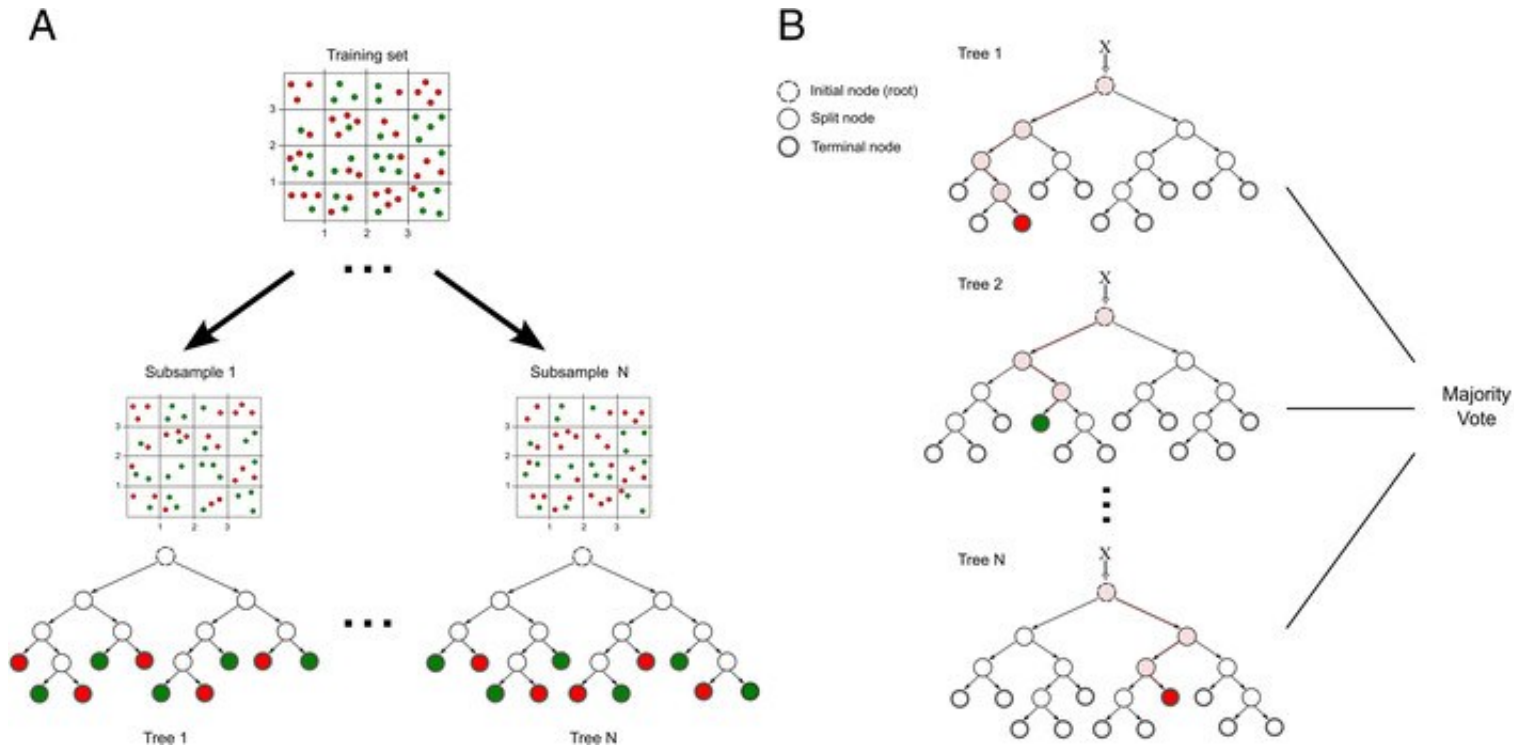 A
Training set
3
2
1
1 2 3
...
Subsample 1
Subsample N
3
2
1
1 2 3
3
2
1
1 2 3
...
Tree 1
Tree N
B
Initial node (root)
Split node
Terminal node
Tree 1
X
Tree 2
X
Tree N
X
Majority
Vote